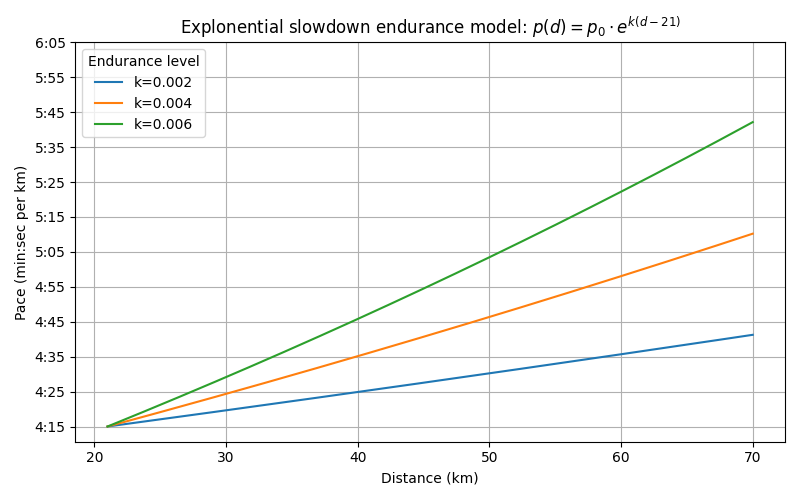 Explonential slowdown endurance model: $p(d) = p_0 \cdot e^{k(d-21)}$
6:05
5:55
5:45
5:35
5:25
5:15
5:05
4:55
4:45
4:35
4:25
4:15
Pace (min:sec per km)
Endurance level
k=0.002
k=0.004
k=0.006
20 30 40 50 60 70
Distance (km)